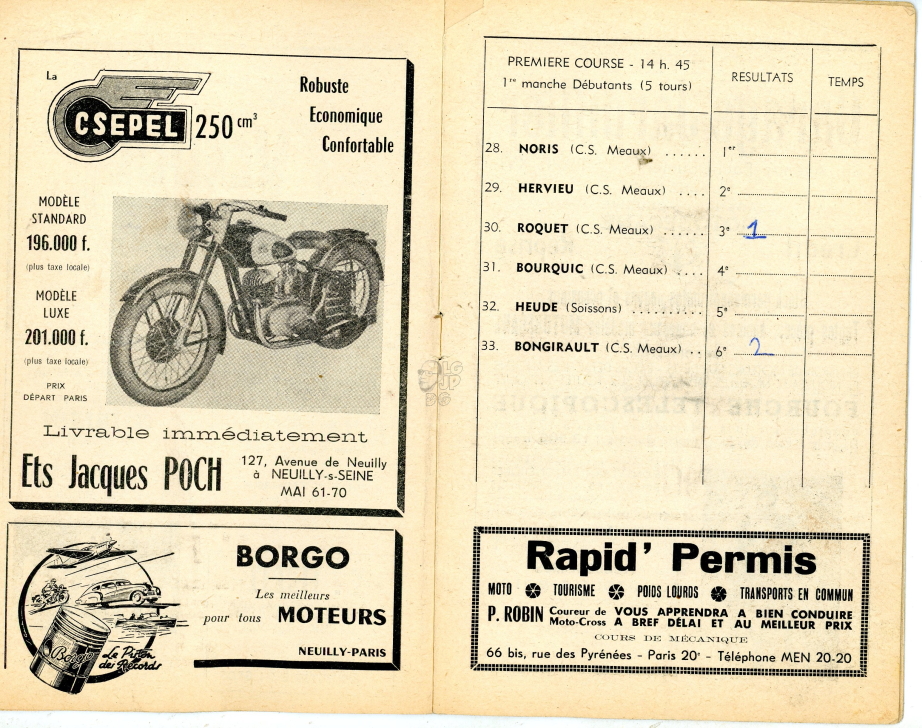 La
CSEPEL 250 cm³
Robuste
Economique
Confortable
MODÈLE
STANDARD
196.000 f.
(plus taxe locale)
MODÈLE
LUXE
201.000 f.
(plus taxe locale)
PRIX
DÉPART PARIS
Livrable immédiatement
Ets Jacques POCH
127, Avenue de Neuilly
à NEUILLY-s-SEINE
MAI 61-70
BORGO
Les meilleurs
pour tous MOTEURS
NEUILLY-PARIS
Borgo
Le Piston
des Records
PREMIERE COURSE - 14 h. 45
1re manche Débutants (5 tours)
RESULTATS
TEMPS
28. NORIS (C.S. Meaux) ...... 1er
29. HERVIEU (C.S. Meaux) .... 2e
30. ROQUET (C.S. Meaux) ...... 3e 1
31. BOURQUIC (C.S. Meaux) .... 4e
32. HEUDE (Soissons) .......... 5e
33. BONGIRAULT (C.S. Meaux) .. 6e 2
Rapid' Permis
MOTO TOURISME POIDS LOURDS TRANSPORTS EN COMMUN
P. ROBIN Coureur de Moto-Cross
VOUS APPRENDRA A BIEN CONDUIRE
A BREF DÉLAI ET AU MEILLEUR PRIX
COURS DE MÉCANIQUE
66 bis, rue des Pyrénées - Paris 20e - Téléphone MEN 20-20